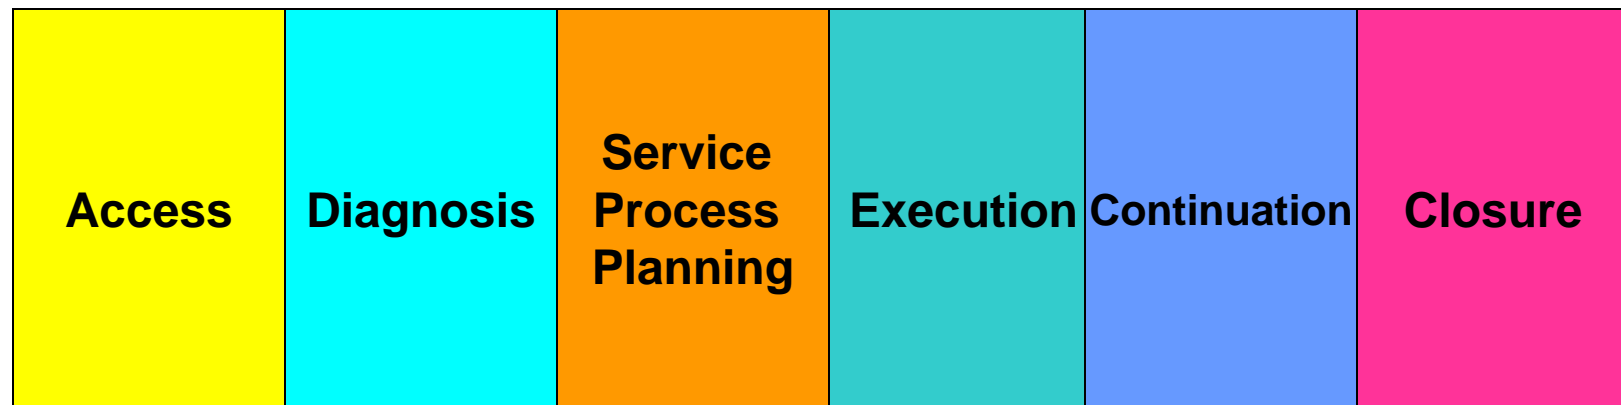 Access
Diagnosis
Service
Process
Planning
Execution
Continuation
Closure